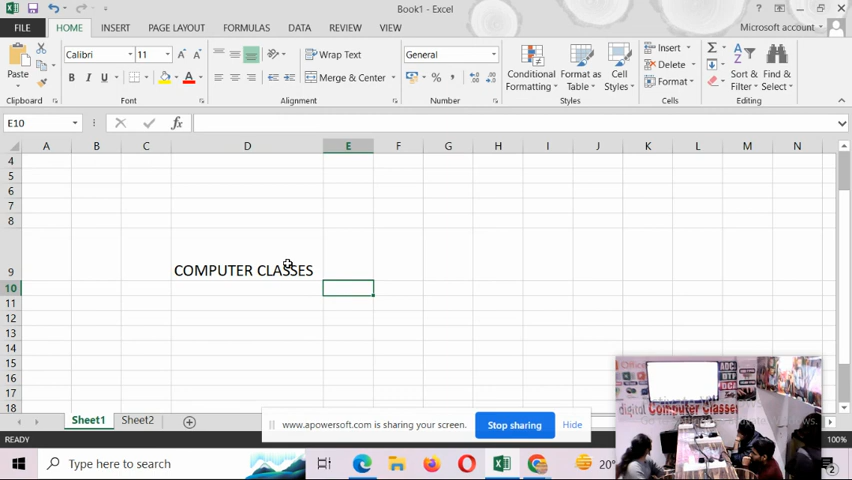 Book1 - Excel
FILE HOME INSERT PAGE LAYOUT FORMULAS DATA REVIEW VIEW Microsoft account
Calibri 11 Wrap Text General Insert
Paste B I U Merge & Center % Conditional Formatting Format as Table Cell Styles Delete Format Sort & Filter Find & Select
Clipboard Font Alignment Number Styles Cells Editing
E10 fx
A B C D E F G H I J K L M N
4
5
6
7
8
9 COMPUTER CLASSES
10
11
12
13
14
15
16
17
18
Sheet1 Sheet2
www.apowersoft.com is sharing your screen. Stop sharing Hide
digital Computer Classes
READY 100%
Type here to search 20° 2